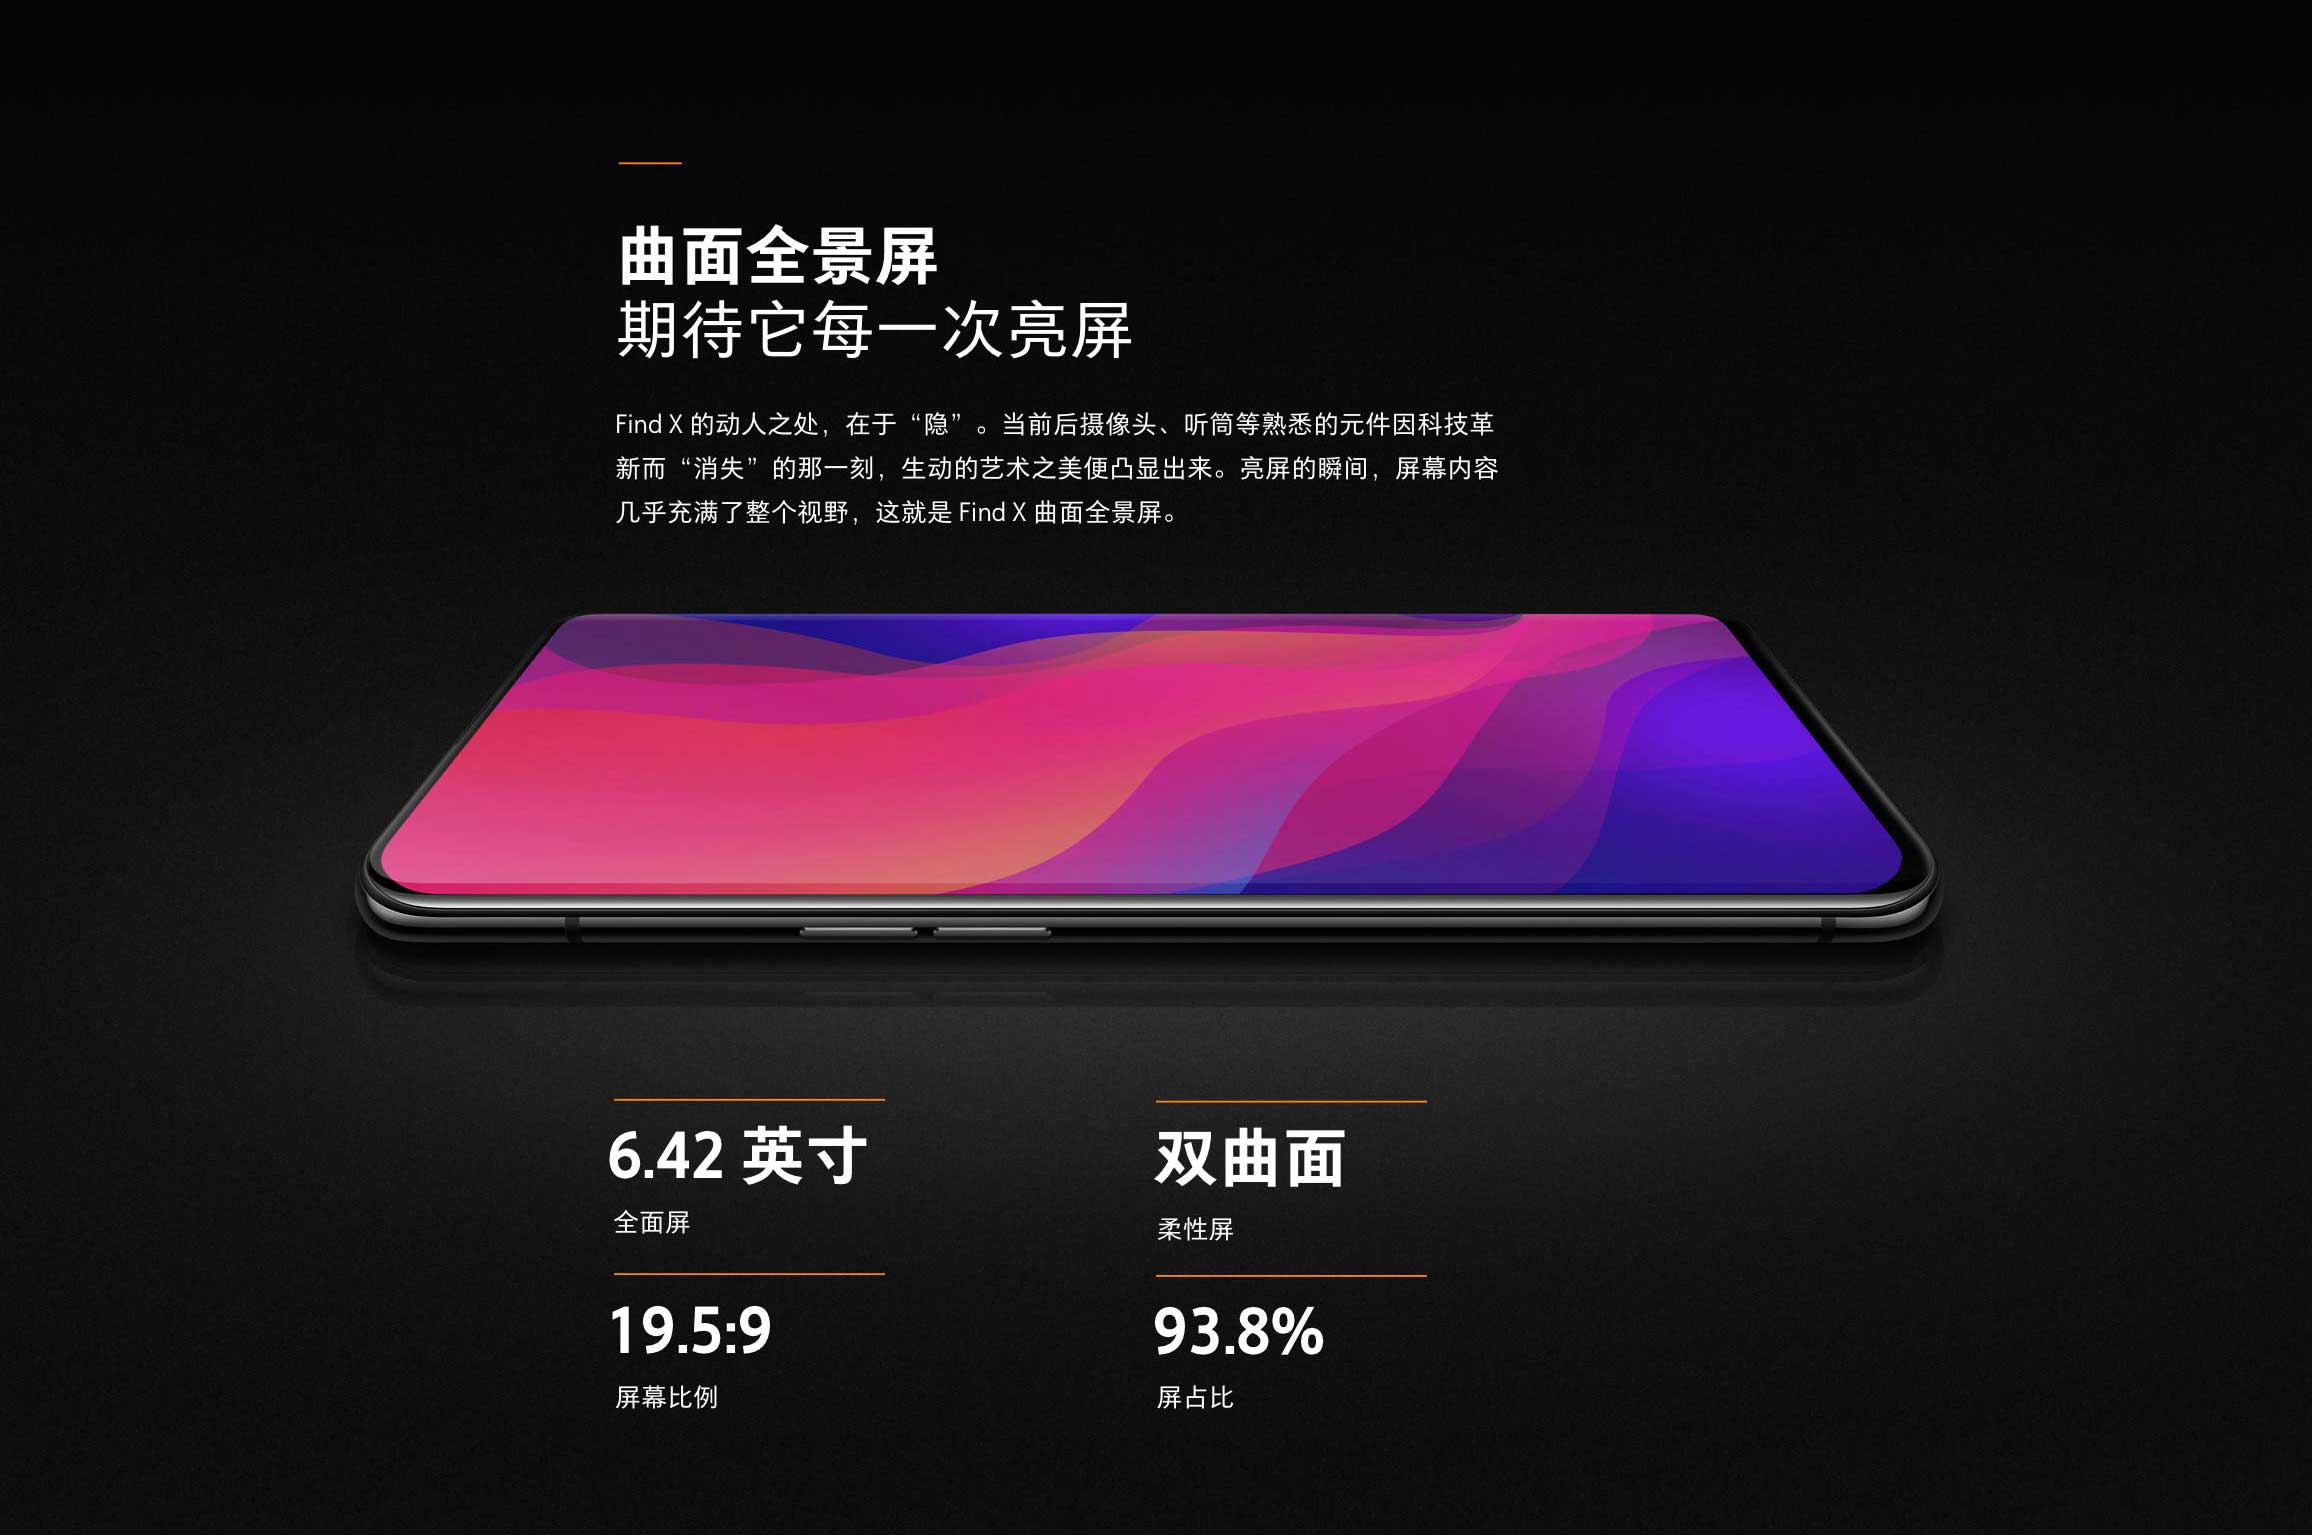 曲面全景屏
期待它每一次亮屏
Find X 的动人之处，在于“隐”。当前后摄像头、听筒等熟悉的元件因科技革
新而“消失”的那一刻，生动的艺术之美便凸显出来。亮屏的瞬间，屏幕内容
几乎充满了整个视野，这就是 Find X 曲面全景屏。
6.42 英寸
全面屏
双曲面
柔性屏
19.5:9
屏幕比例
93.8%
屏占比